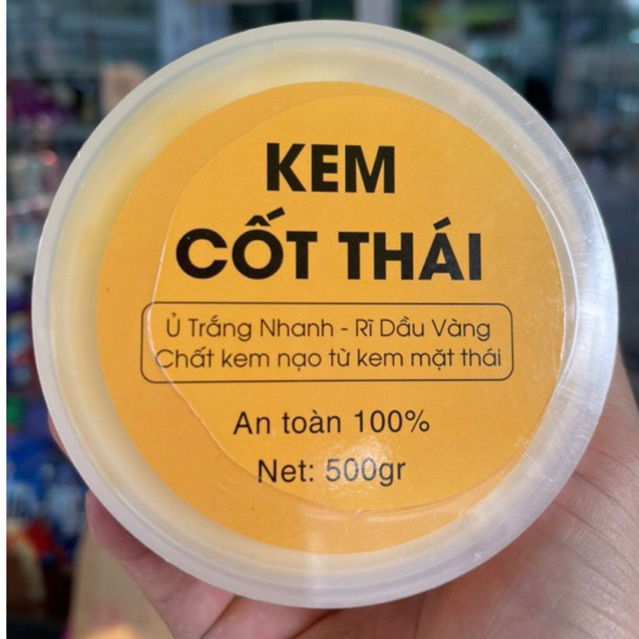 KEM
CỐT THÁI
Ủ Trắng Nhanh - Rĩ Dầu Vàng
Chất kem nạo từ kem mặt thái
An toàn 100%
Net: 500gr